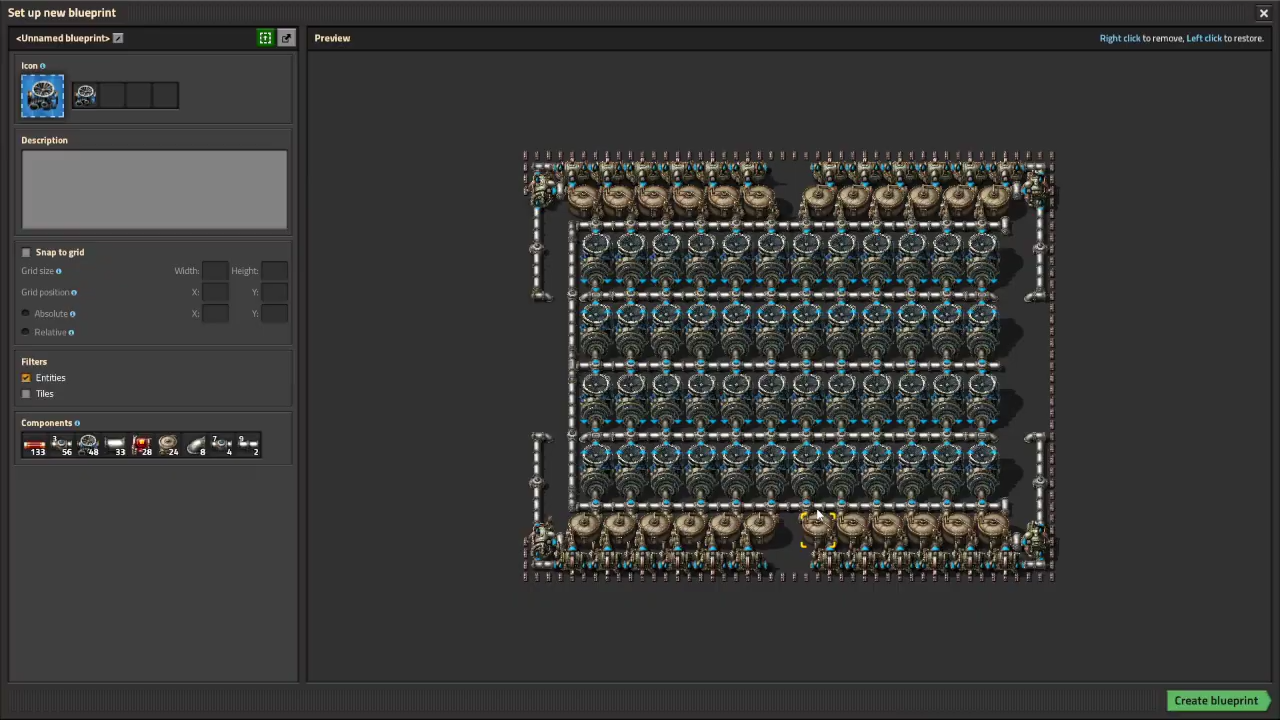 Set up new blueprint
<Unnamed blueprint>
Preview
Right click to remove, Left click to restore.
Icon
Description
Snap to grid
Grid size
Width:
Height:
Grid position
X:
Y:
Absolute
X:
Y:
Relative
Filters
Entities
Tiles
Components
133 56 48 33 28 24 8 4 2
Create blueprint